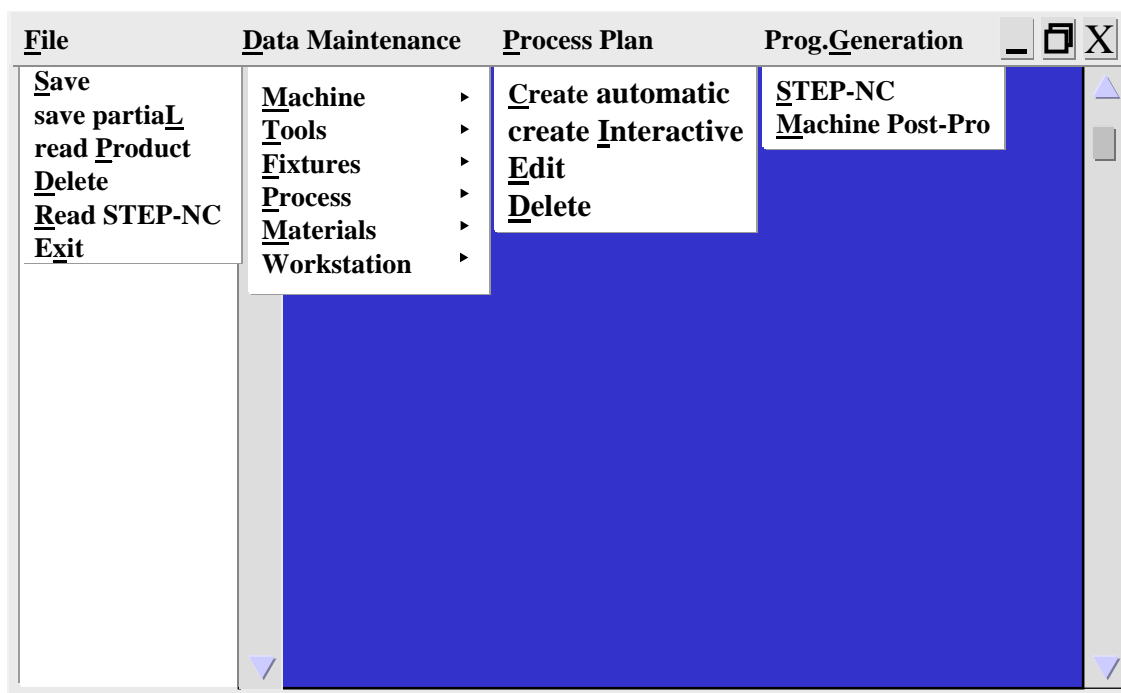 File Data Maintenance Process Plan Prog.Generation X
Save
save partiaL
read Product
Delete
Read STEP-NC
Exit
Machine
Tools
Fixtures
Process
Materials
Workstation
Create automatic
create Interactive
Edit
Delete
STEP-NC
Machine Post-Pro